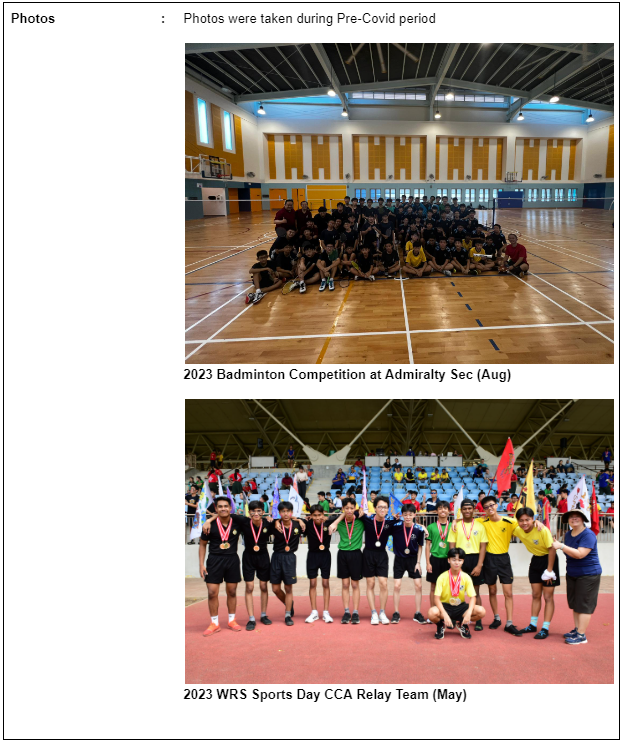 Photos : Photos were taken during Pre-Covid period
2023 Badminton Competition at Admiralty Sec (Aug)
2023 WRS Sports Day CCA Relay Team (May)